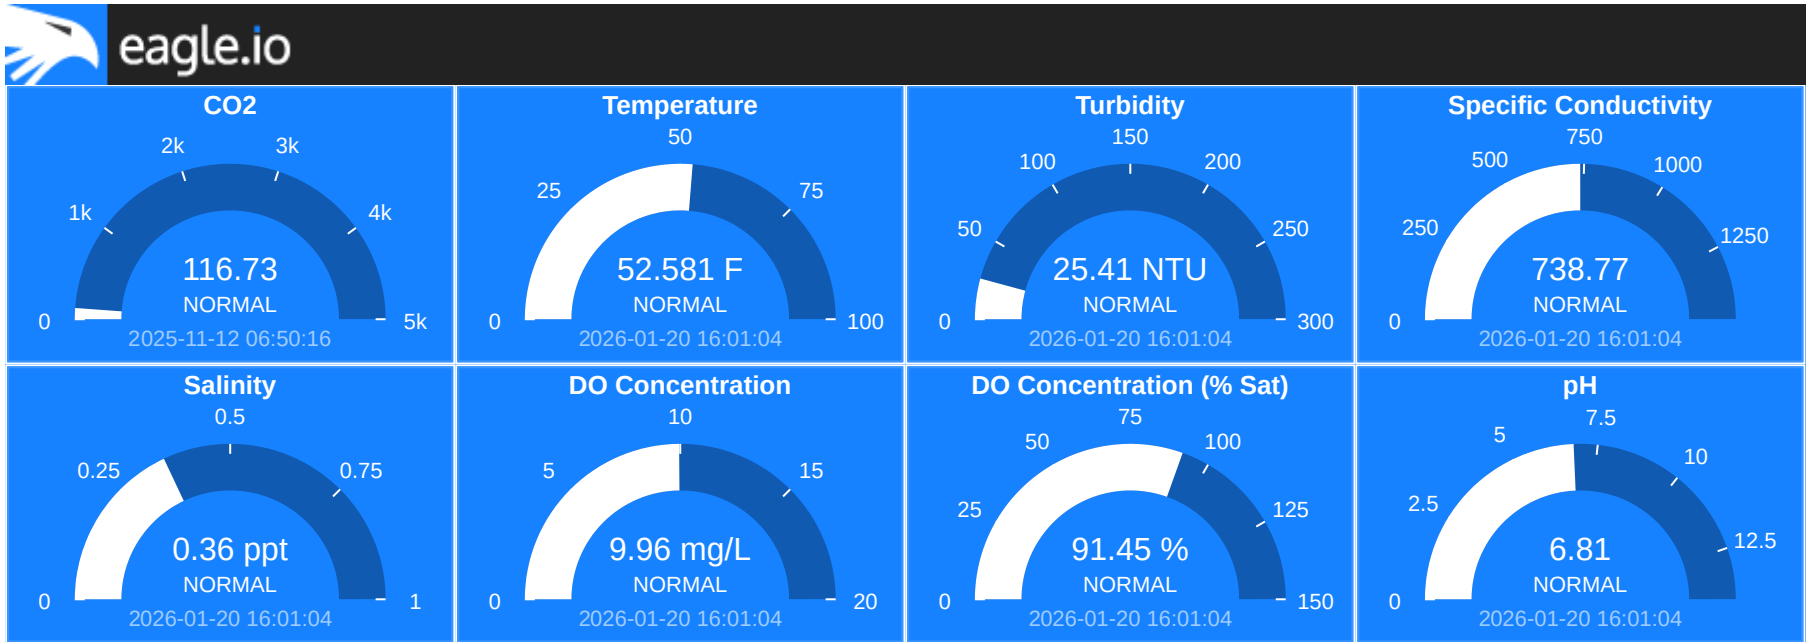 eagle.io
CO2
0
1k
2k
3k
4k
5k
116.73
NORMAL
2025-11-12 06:50:16
Temperature
0
25
50
75
100
52.581 F
NORMAL
2026-01-20 16:01:04
Turbidity
0
50
100
150
200
250
300
25.41 NTU
NORMAL
2026-01-20 16:01:04
Specific Conductivity
0
250
500
750
1000
1250
738.77
NORMAL
2026-01-20 16:01:04
Salinity
0
0.25
0.5
0.75
1
0.36 ppt
NORMAL
2026-01-20 16:01:04
DO Concentration
0
5
10
15
20
9.96 mg/L
NORMAL
2026-01-20 16:01:04
DO Concentration (% Sat)
0
25
50
75
100
125
150
91.45 %
NORMAL
2026-01-20 16:01:04
pH
0
2.5
5
7.5
10
12.5
6.81
NORMAL
2026-01-20 16:01:04